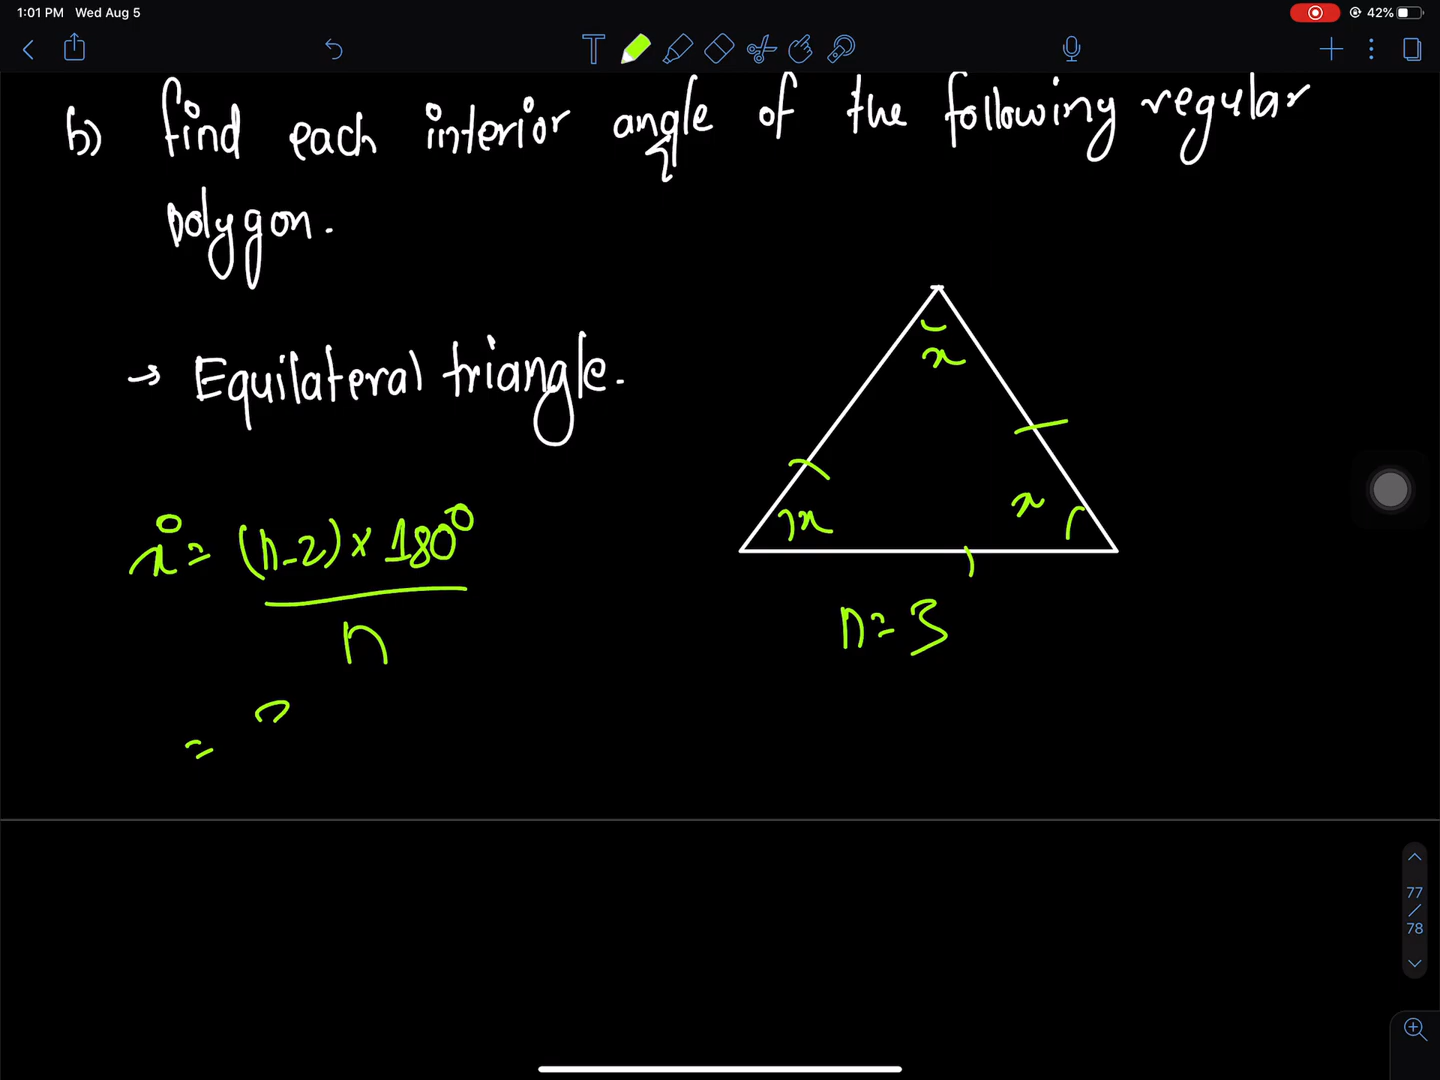 1:01 PM Wed Aug 5
42%
b) find each interior angle of the following regular
polygon.
→ Equilateral triangle.
x
x
x
x° = (n-2) × 180°
n
n = 3
=
77
/
78